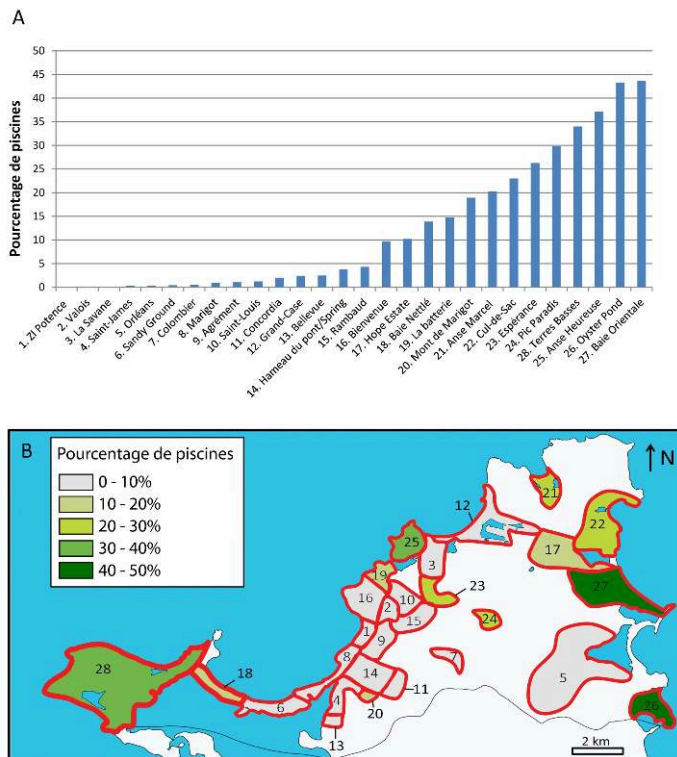 A
Pourcentage de piscines
50
45
40
35
30
25
20
15
10
5
0
1. ZI Potence
2. Valois
3. La Savane
4. Saint-James
5. Orléans
6. Sandy Ground
7. Colombier
8. Marigot
9. Agrément
10. Saint-Louis
11. Concordia
12. Grand-Case
13. Bellevue
14. Hameau du pont/Spring
15. Rambaud
16. Bienvenue
17. Hope Estate
18. Baie Nettlé
19. La batterie
20. Mont de Marigot
21. Anse Marcel
22. Cul-de-Sac
23. Espérance
24. Pic Paradis
28. Terres Basses
25. Anse Heureuse
26. Oyster Pond
27. Baie Orientale
B
Pourcentage de piscines
0 - 10%
10 - 20%
20 - 30%
30 - 40%
40 - 50%
N
12
21
22
25
3
17
19
23
27
16
10
2
15
24
1
9
7
8
28
14
5
18
11
6
4
20
26
13
2 km